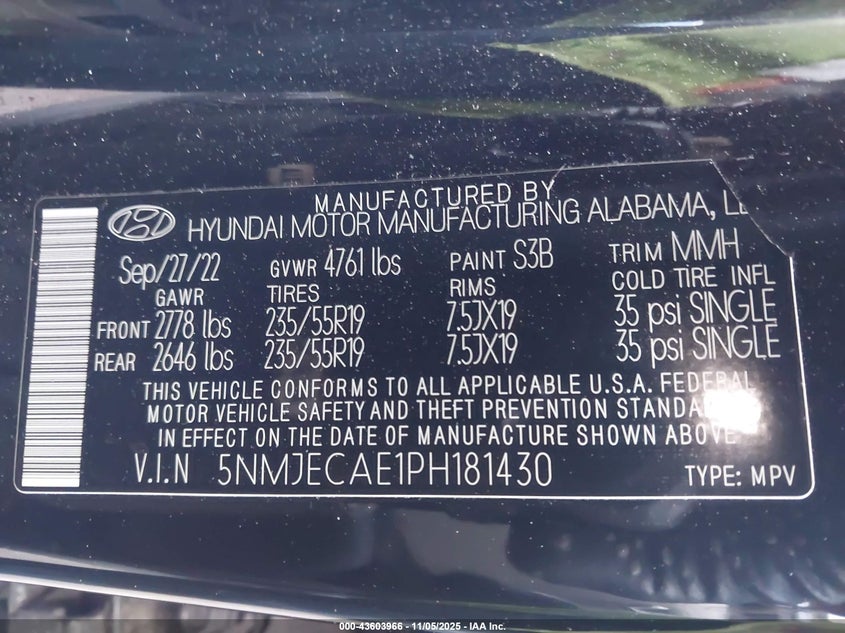 MANUFACTURED BY
HYUNDAI MOTOR MANUFACTURING ALABAMA,
Sep/27/22 GVWR 4761 lbs PAINT S3B TRIM MMH
GAWR TIRES RIMS COLD TIRE INFL
FRONT 2778 lbs 235/55R19 7.5JX19 35 psi SINGLE
REAR 2646 lbs 235/55R19 7.5JX19 35 psi SINGLE
THIS VEHICLE CONFORMS TO ALL APPLICABLE U.S.A. FEDERAL
MOTOR VEHICLE SAFETY AND THEFT PREVENTION
IN EFFECT ON THE DATE OF MANUFACTURE SHOWN ABOVE
V.I.N 5NMJECAE1PH181430 TYPE: MPV
000-43603966 - 11/05/2025 - IAA Inc.